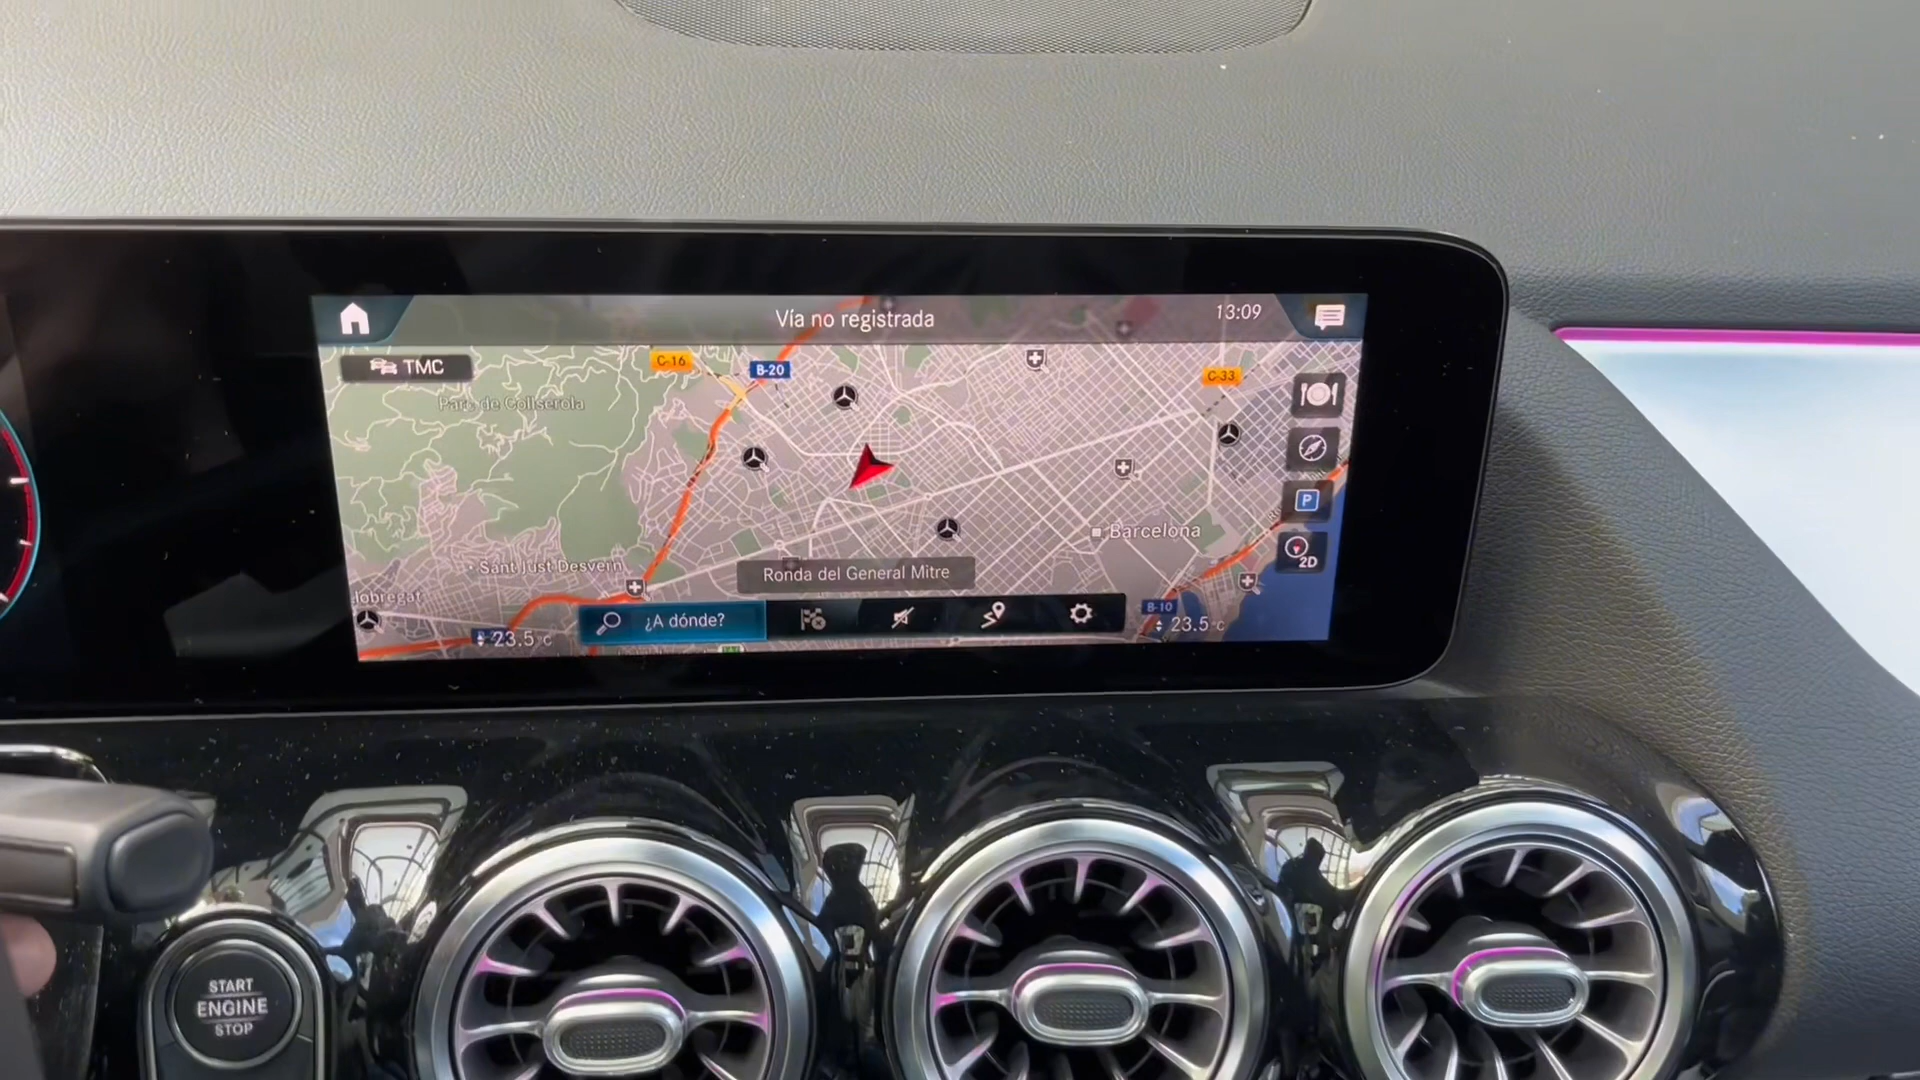 Vía no registrada
13:09
TMC
C-16
B-20
C-33
Parc de Collserola
P
Barcelona
2D
Sant Just Desvern
Ronda del General Mitre
lobregat
¿A dónde?
B-10
23.5°C
23.5°C
START
ENGINE
STOP